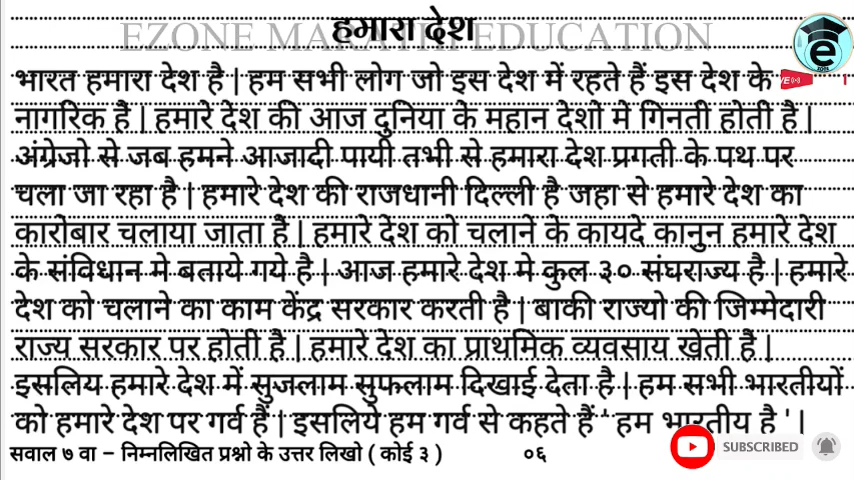 हमारा देश
EZONE MARATHI EDUCATION
भारत हमारा देश है | हम सभी लोग जो इस देश में रहते हैं इस देश के
नागरिक है | हमारे देश की आज दुनिया के महान देशो मे गिनती होती है |
अंग्रेजो से जब हमने आजादी पायी तभी से हमारा देश प्रगती के पथ पर
चला जा रहा है | हमारे देश की राजधानी दिल्ली है जहा से हमारे देश का
कारोबार चलाया जाता है | हमारे देश को चलाने के कायदे कानुन हमारे देश
के संविधान मे बताये गये है | आज हमारे देश मे कुल ३० संघराज्य है | हमारे
देश को चलाने का काम केंद्र सरकार करती है | बाकी राज्यो की जिम्मेदारी
राज्य सरकार पर होती है | हमारे देश का प्राथमिक व्यवसाय खेती है |
इसलिय हमारे देश में सुजलाम सुफलाम दिखाई देता है | हम सभी भारतीयों
को हमारे देश पर गर्व हैं | इसलिये हम गर्व से कहते हैं ' हम भारतीय है ' |
सवाल ७ वा – निम्नलिखित प्रश्नो के उत्तर लिखो ( कोई ३ ) ०६
SUBSCRIBED